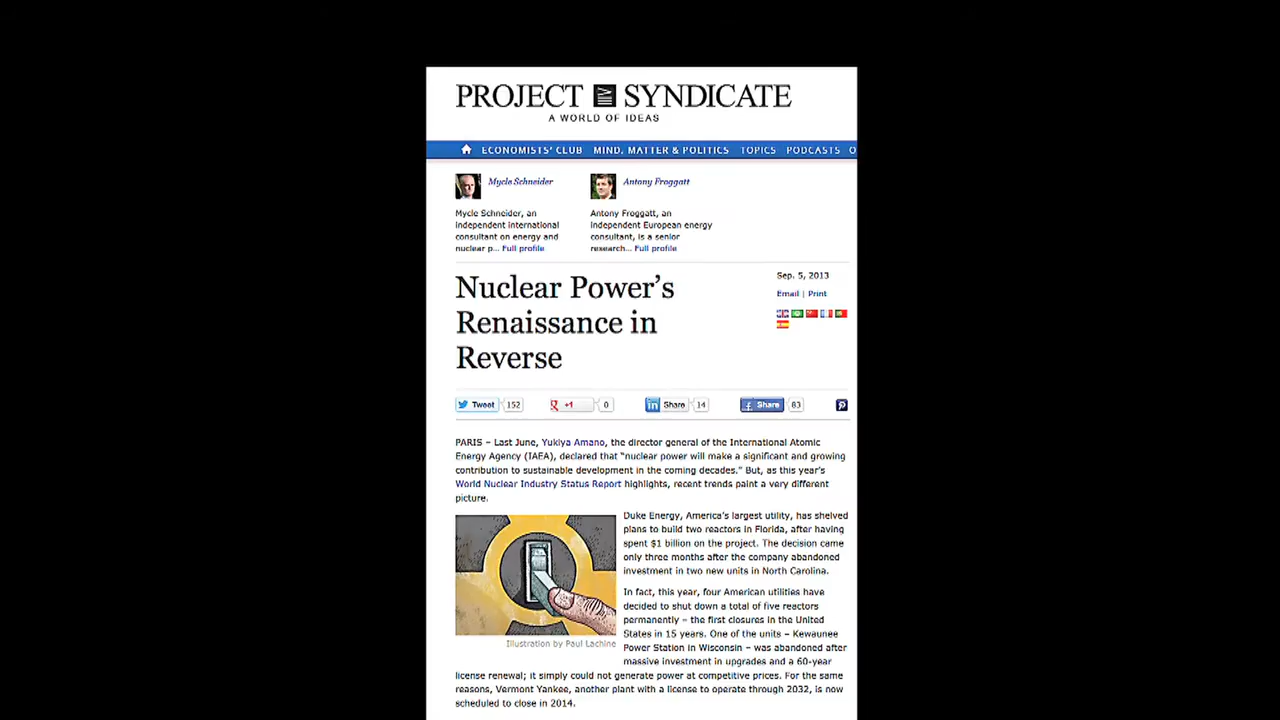 PROJECT SYNDICATE
A WORLD OF IDEAS
ECONOMISTS' CLUB MIND, MATTER & POLITICS TOPICS PODCASTS O
Mycle Schneider
Mycle Schneider, an
independent international
consultant on energy and
nuclear p... Full profile
Antony Froggatt
Antony Froggatt, an
independent European energy
consultant, is a senior
research... Full profile
Nuclear Power's
Renaissance in
Reverse
Sep. 5, 2013
Email | Print
Tweet 152 +1 0 in Share 14 f Share 83
PARIS – Last June, Yukiya Amano, the director general of the International Atomic
Energy Agency (IAEA), declared that "nuclear power will make a significant and growing
contribution to sustainable development in the coming decades." But, as this year's
World Nuclear Industry Status Report highlights, recent trends paint a very different
picture.
Duke Energy, America's largest utility, has shelved
plans to build two reactors in Florida, after having
spent $1 billion on the project. The decision came
only three months after the company abandoned
investment in two new units in North Carolina.
In fact, this year, four American utilities have
decided to shut down a total of five reactors
permanently – the first closures in the United
States in 15 years. One of the units – Kewaunee
Power Station in Wisconsin – was abandoned after
massive investment in upgrades and a 60-year
Illustration by Paul Lachine
license renewal; it simply could not generate power at competitive prices. For the same
reasons, Vermont Yankee, another plant with a license to operate through 2032, is now
scheduled to close in 2014.